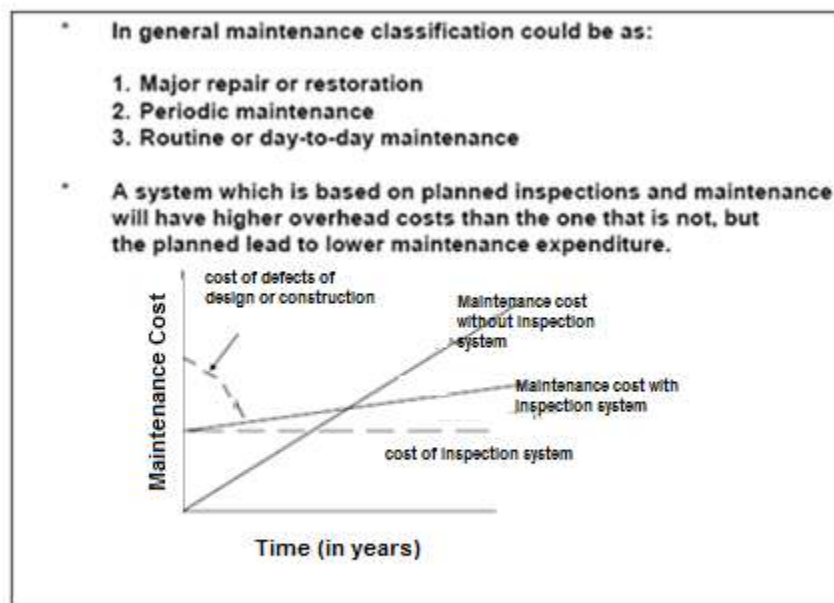 * In general maintenance classification could be as:
1. Major repair or restoration
2. Periodic maintenance
3. Routine or day-to-day maintenance
* A system which is based on planned inspections and maintenance
will have higher overhead costs than the one that is not, but
the planned lead to lower maintenance expenditure.
cost of defects of
design or construction
Maintenance cost
without inspection
system
Maintenance cost with
inspection system
cost of inspection system
Maintenance Cost
Time (in years)